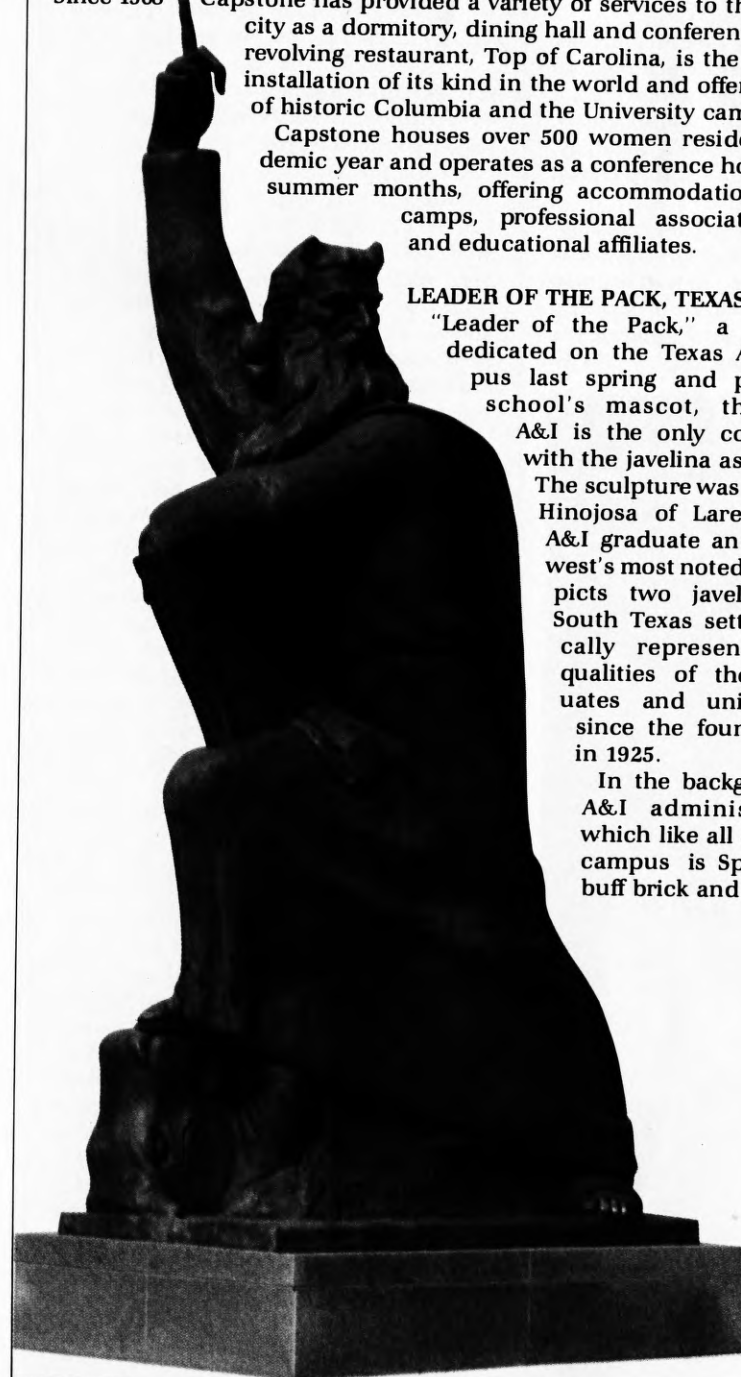 Capstone has provided a variety of services to th
city as a dormitory, dining hall and conferen
revolving restaurant, Top of Carolina, is the
installation of its kind in the world and offer
of historic Columbia and the University cam
Capstone houses over 500 women reside
demic year and operates as a conference ho
summer months, offering accommodation
camps, professional associat
and educational affiliates.
LEADER OF THE PACK, TEXAS
"Leader of the Pack," a
dedicated on the Texas A
pus last spring and p
school's mascot, th
A&I is the only co
with the javelina as
The sculpture was
Hinojosa of Lare
A&I graduate an
west's most noted
picts two javel
South Texas sett
cally represen
qualities of the
uates and uni
since the foun
in 1925.
In the backg
A&I adminis
which like all
campus is Sp
buff brick and